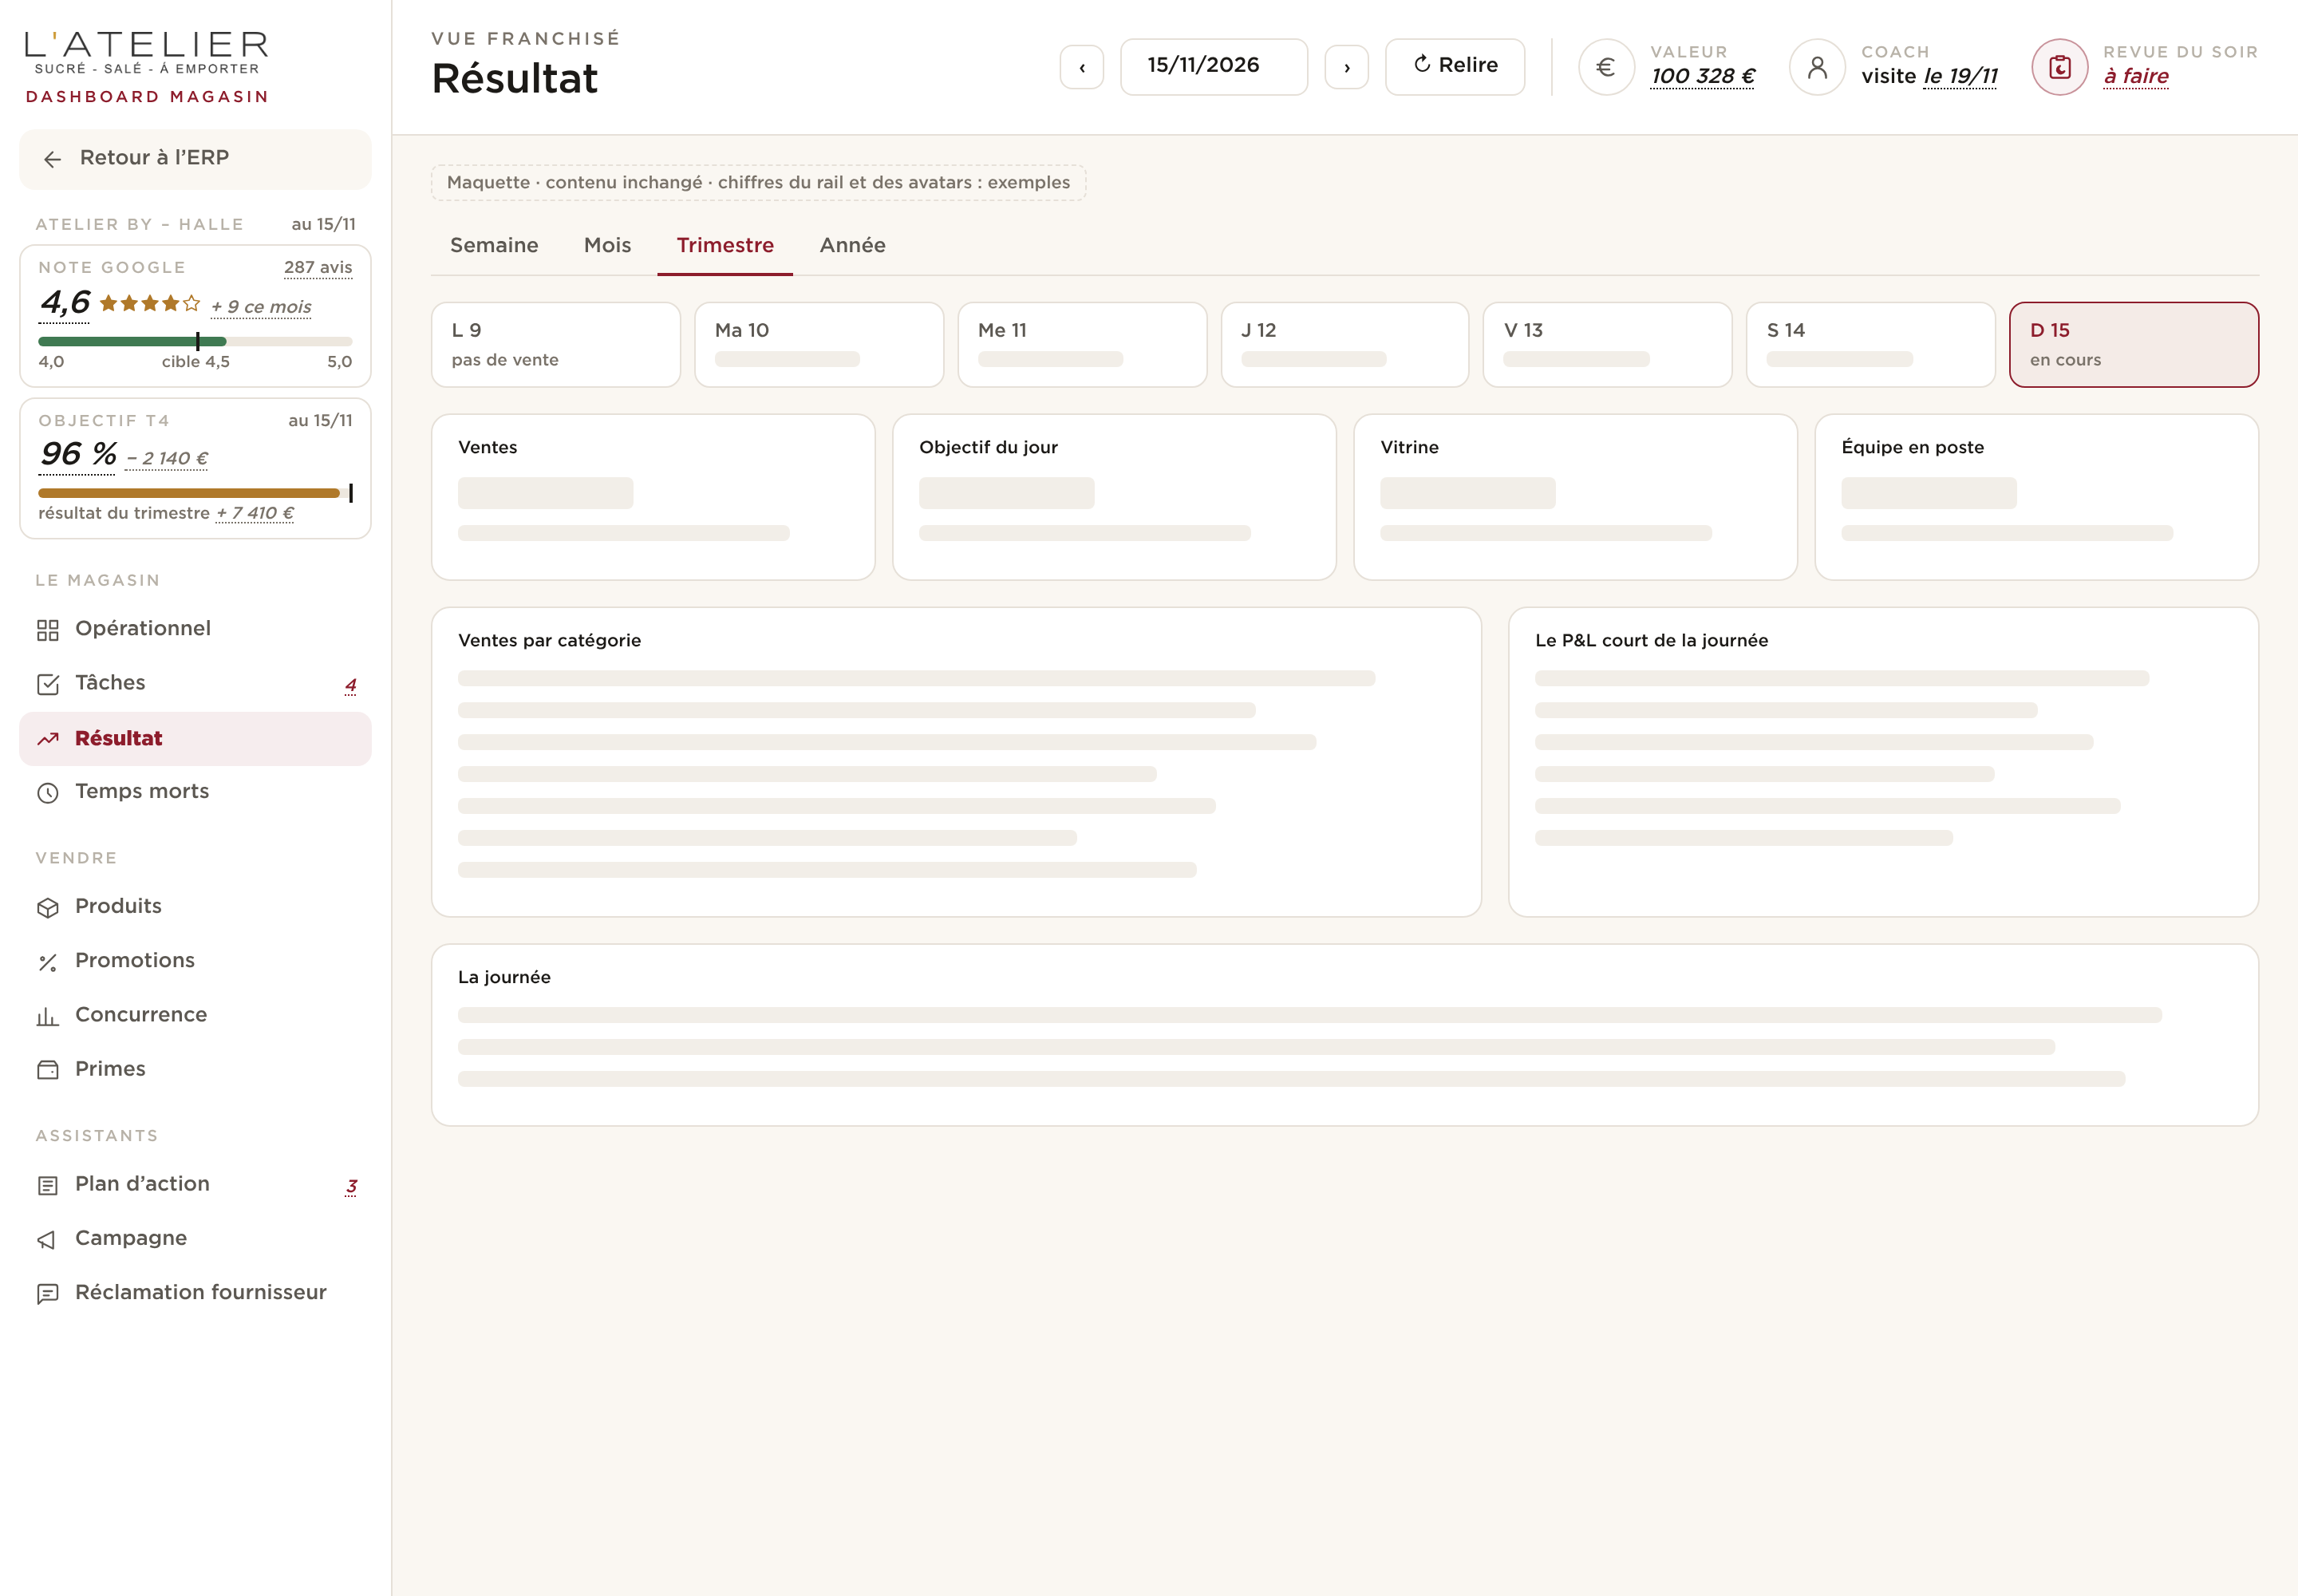 L'ATELIER
SUCRÉ - SALÉ - À EMPORTER
DASHBOARD MAGASIN
Retour à l’ERP
ATELIER BY – HALLE au 15/11
NOTE GOOGLE 287 avis
4,6 + 9 ce mois
4,0 cible 4,5 5,0
OBJECTIF T4 au 15/11
96 % – 2 140 €
résultat du trimestre + 7 410 €
LE MAGASIN
Opérationnel
Tâches 4
Résultat
Temps morts
VENDRE
Produits
Promotions
Concurrence
Primes
ASSISTANTS
Plan d’action 3
Campagne
Réclamation fournisseur
VUE FRANCHISÉ
Résultat
‹ 15/11/2026 › ↻ Relire
VALEUR
100 328 €
COACH
visite le 19/11
REVUE DU SOIR
à faire
Maquette · contenu inchangé · chiffres du rail et des avatars : exemples
Semaine Mois Trimestre Année
L 9
pas de vente
Ma 10
Me 11
J 12
V 13
S 14
D 15
en cours
Ventes
Objectif du jour
Vitrine
Équipe en poste
Ventes par catégorie
Le P&L court de la journée
La journée